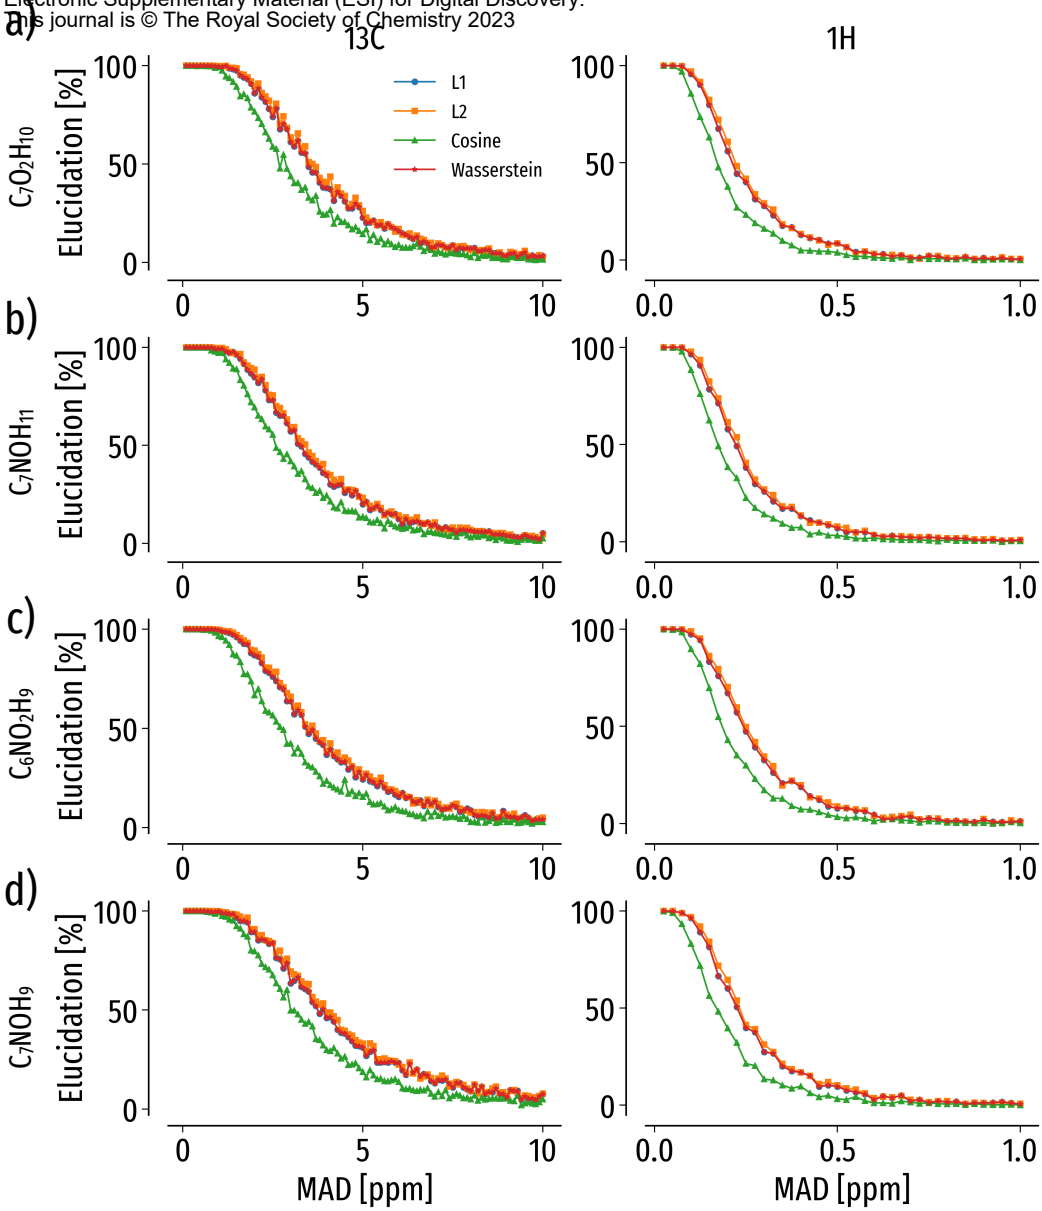 Electronic Supplementary Material (ESI) for Digital Discovery.
This journal is © The Royal Society of Chemistry 2023
a)
13C
1H
100
50
0
C₇O₂H₁₀
Elucidation [%]
L1
L2
Cosine
Wasserstein
0 5 10
100
50
0
0.0 0.5 1.0
b)
100
50
0
C₇NOH₁₁
Elucidation [%]
0 5 10
100
50
0
0.0 0.5 1.0
c)
100
50
0
C₆NO₂H₉
Elucidation [%]
0 5 10
100
50
0
0.0 0.5 1.0
d)
100
50
0
C₇NOH₉
Elucidation [%]
0 5 10
MAD [ppm]
100
50
0
0.0 0.5 1.0
MAD [ppm]